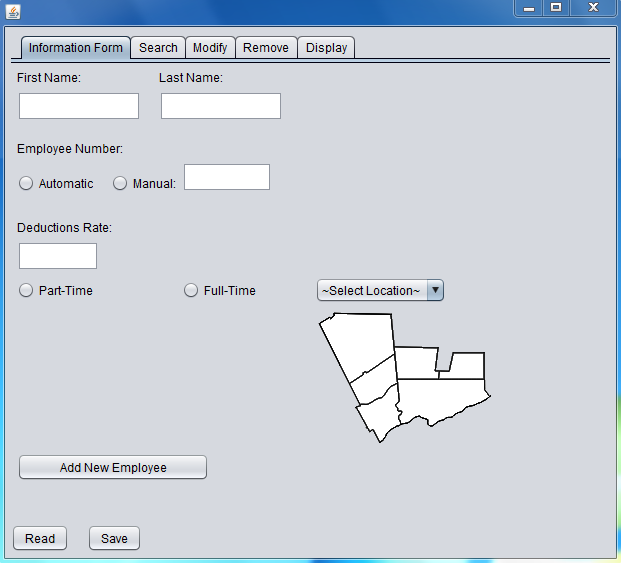 Information Form Search Modify Remove Display
First Name: Last Name:
Employee Number:
Automatic Manual:
Deductions Rate:
Part-Time Full-Time ~Select Location~
Add New Employee
Read Save